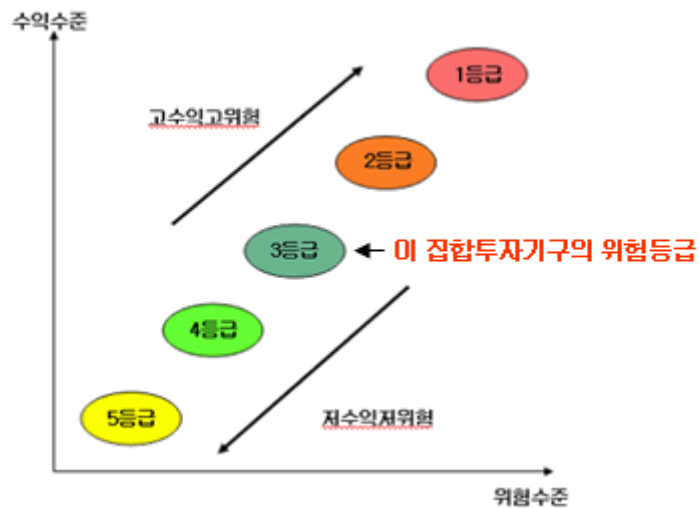 수익수준
1등급
고수익고위험
2등급
3등급
이 집합투자기구의 위험등급
4등급
저수익저위험
5등급
위험수준